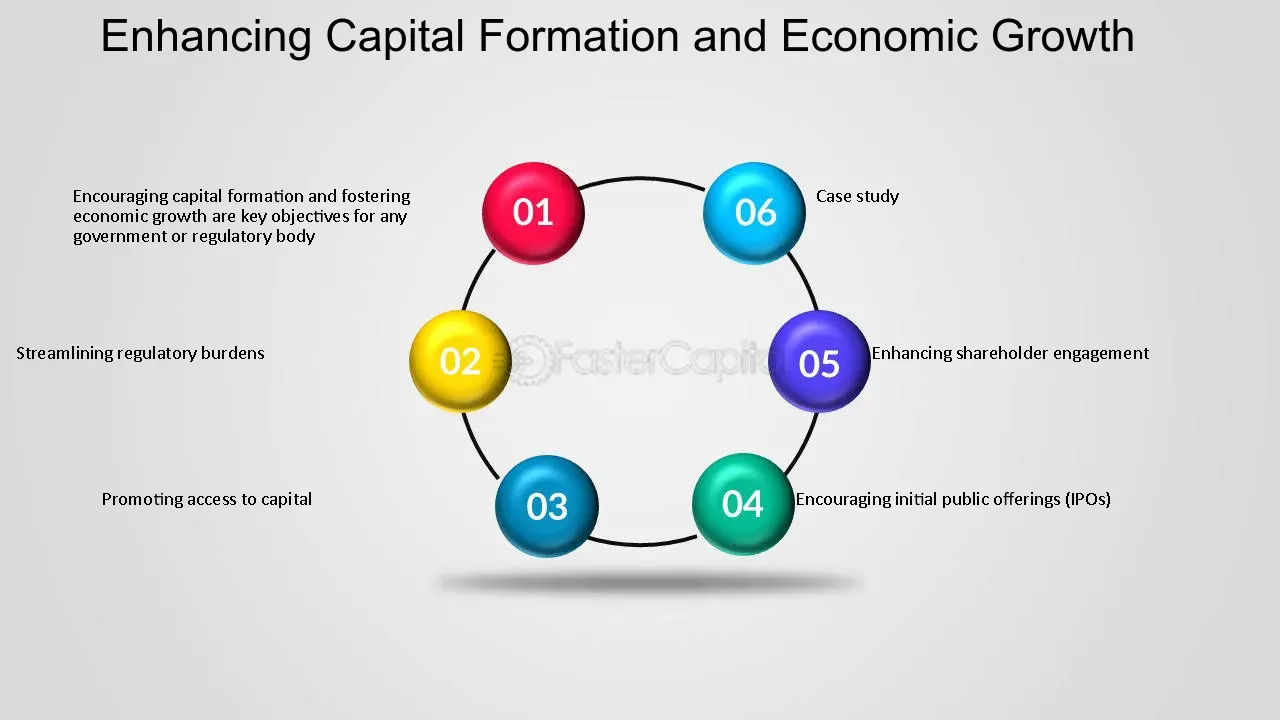 Enhancing Capital Formation and Economic Growth
01
Encouraging capital formation and fostering
economic growth are key objectives for any
government or regulatory body
02
Streamlining regulatory burdens
03
Promoting access to capital
04
Encouraging initial public offerings (IPOs)
05
Enhancing shareholder engagement
06
Case study
FasterCapital